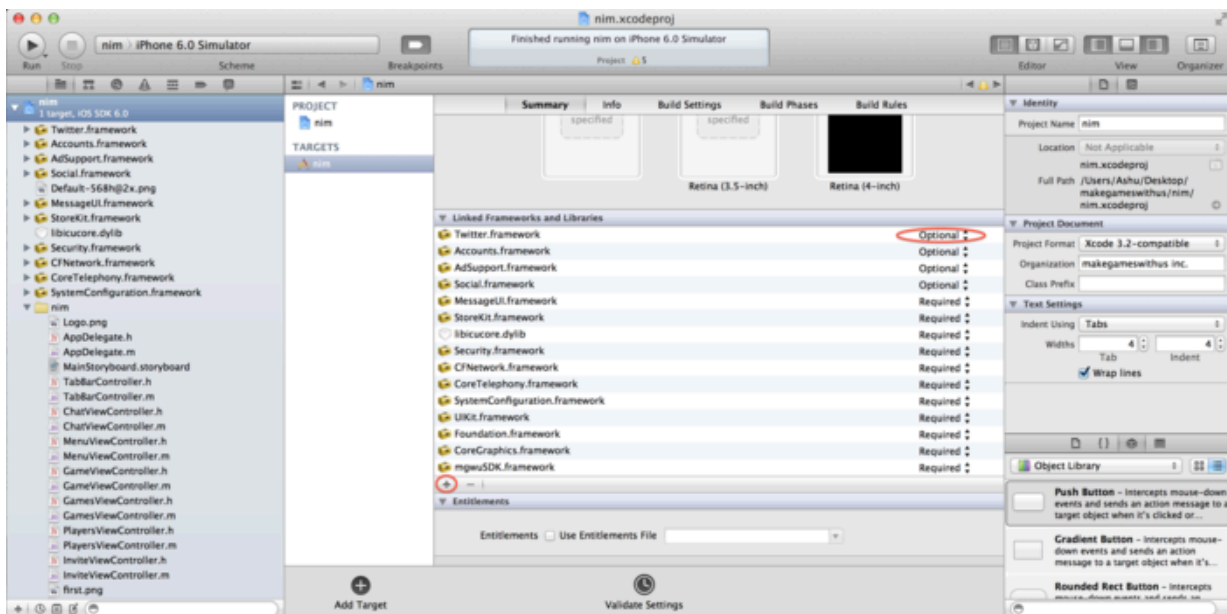 nim.xcodeproj
nim iPhone 6.0 Simulator
Finished running nim on iPhone 6.0 Simulator
Project 5
Run Stop Scheme Breakpoints Editor View Organizer
nim
nim
1 target, iOS SDK 6.0
Twitter.framework
Accounts.framework
AdSupport.framework
Social.framework
Default-568h@2x.png
MessageUI.framework
StoreKit.framework
libicucore.dylib
Security.framework
CFNetwork.framework
CoreTelephony.framework
SystemConfiguration.framework
nim
Logo.png
AppDelegate.h
AppDelegate.m
MainStoryboard.storyboard
TabBarController.h
TabBarController.m
ChatViewController.h
ChatViewController.m
MenuViewController.h
MenuViewController.m
GameViewController.h
GameViewController.m
GamesViewController.h
GamesViewController.m
PlayersViewController.h
PlayersViewController.m
InviteViewController.h
InviteViewController.m
first.png
PROJECT
nim
TARGETS
nim
Summary Info Build Settings Build Phases Build Rules
specified specified
Retina (3.5-inch) Retina (4-inch)
Linked Frameworks and Libraries
Twitter.framework Optional
Accounts.framework Optional
AdSupport.framework Optional
Social.framework Optional
MessageUI.framework Required
StoreKit.framework Required
libicucore.dylib Required
Security.framework Required
CFNetwork.framework Required
CoreTelephony.framework Required
SystemConfiguration.framework Required
UIKit.framework Required
Foundation.framework Required
CoreGraphics.framework Required
mgwuSDK.framework Required
Entitlements
Entitlements Use Entitlements File
Add Target Validate Settings
Identity
Project Name nim
Location Not Applicable
nim.xcodeproj
Full Path /Users/Ashu/Desktop/
makegameswithus/nim/
nim.xcodeproj
Project Document
Project Format Xcode 3.2-compatible
Organization makegameswithus inc.
Class Prefix
Text Settings
Indent Using Tabs
Widths 4 4
Tab Indent
Wrap lines
Object Library
Push Button - Intercepts mouse-down
events and sends an action message to a
target object when it's clicked or...
Gradient Button - Intercepts mouse-
down events and sends an action
message to a target object when it's...
Rounded Rect Button - Intercepts